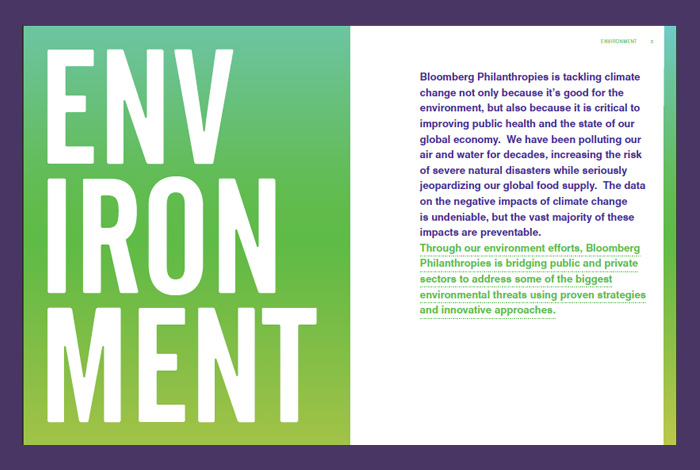 ENV
IRON
MENT
ENVIRONMENT
Bloomberg Philanthropies is tackling climate
change not only because it's good for the
environment, but also because it is critical to
improving public health and the state of our
global economy.  We have been polluting our
air and water for decades, increasing the risk
of severe natural disasters while seriously
jeopardizing our global food supply.  The data
on the negative impacts of climate change
is undeniable, but the vast majority of these
impacts are preventable.
Through our environment efforts, Bloomberg
Philanthropies is bridging public and private
sectors to address some of the biggest
environmental threats using proven strategies
and innovative approaches.